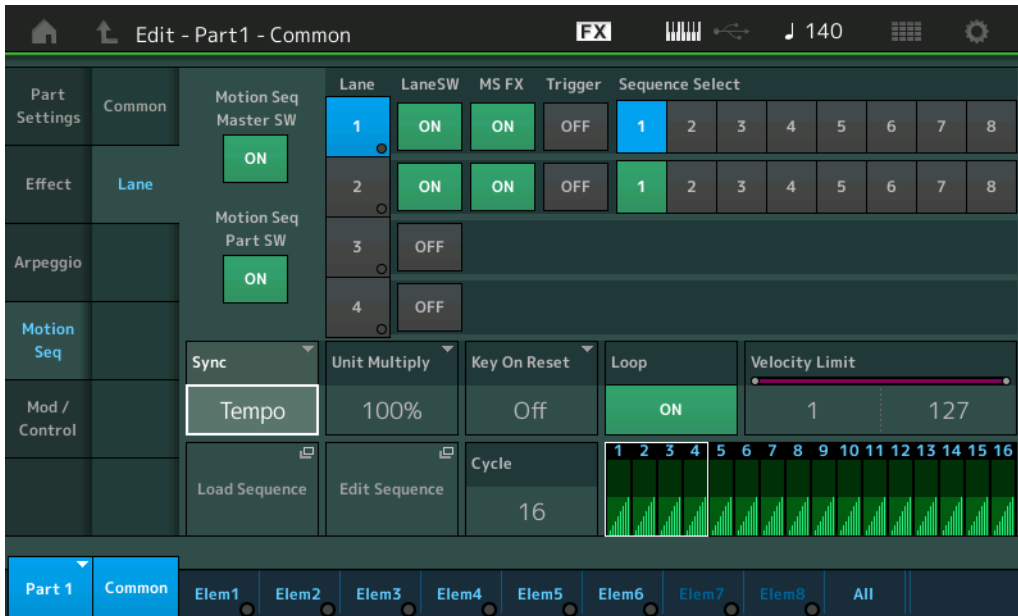 Edit - Part1 - Common FX 140
Part Settings
Effect
Arpeggio
Motion Seq
Mod / Control
Common
Lane
Motion Seq Master SW
ON
Motion Seq Part SW
ON
Lane LaneSW MS FX Trigger Sequence Select
1 ON ON OFF 1 2 3 4 5 6 7 8
2 ON ON OFF 1 2 3 4 5 6 7 8
3 OFF
4 OFF
Sync Unit Multiply Key On Reset Loop Velocity Limit
Tempo 100% Off ON 1 127
Load Sequence Edit Sequence Cycle 16
1 2 3 4 5 6 7 8 9 10 11 12 13 14 15 16
Part 1 Common Elem1 Elem2 Elem3 Elem4 Elem5 Elem6 Elem7 Elem8 All